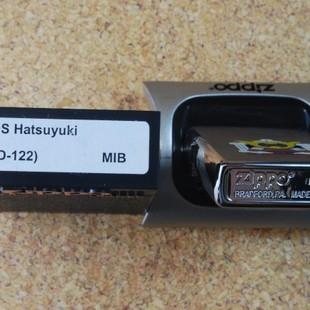 S Hatsuyuki
D-122) MIB
zippo
ZIPPO
BRADFORD.PA. MADE